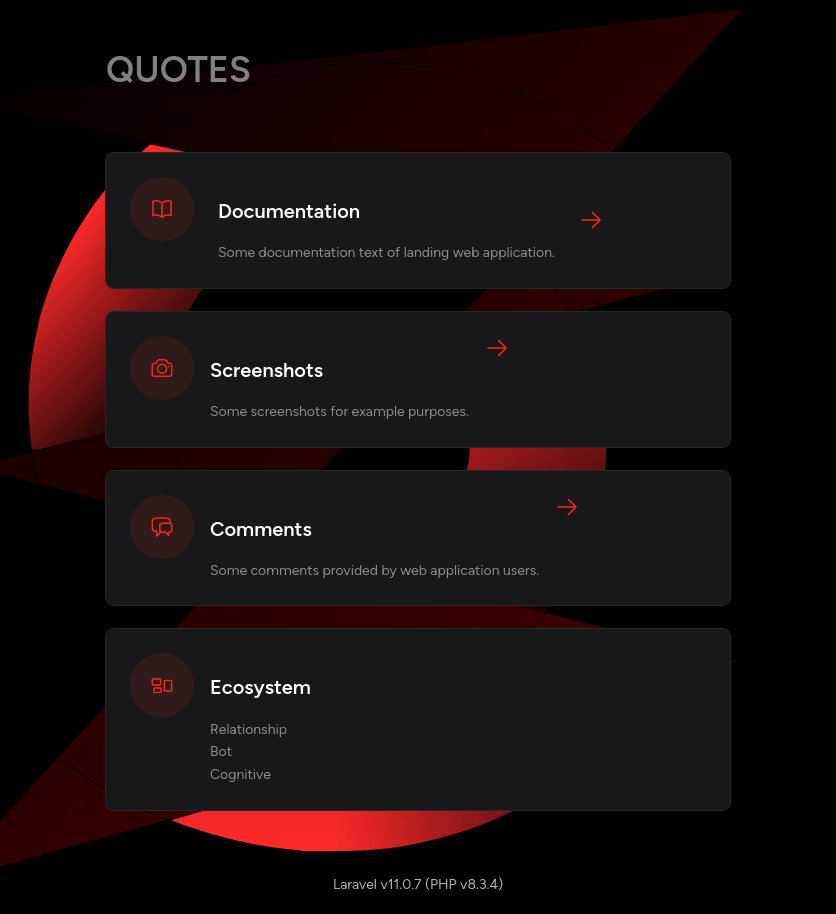 QUOTES
Documentation
Some documentation text of landing web application.
Screenshots
Some screenshots for example purposes.
Comments
Some comments provided by web application users.
Ecosystem
Relationship
Bot
Cognitive
Laravel v11.0.7 (PHP v8.3.4)